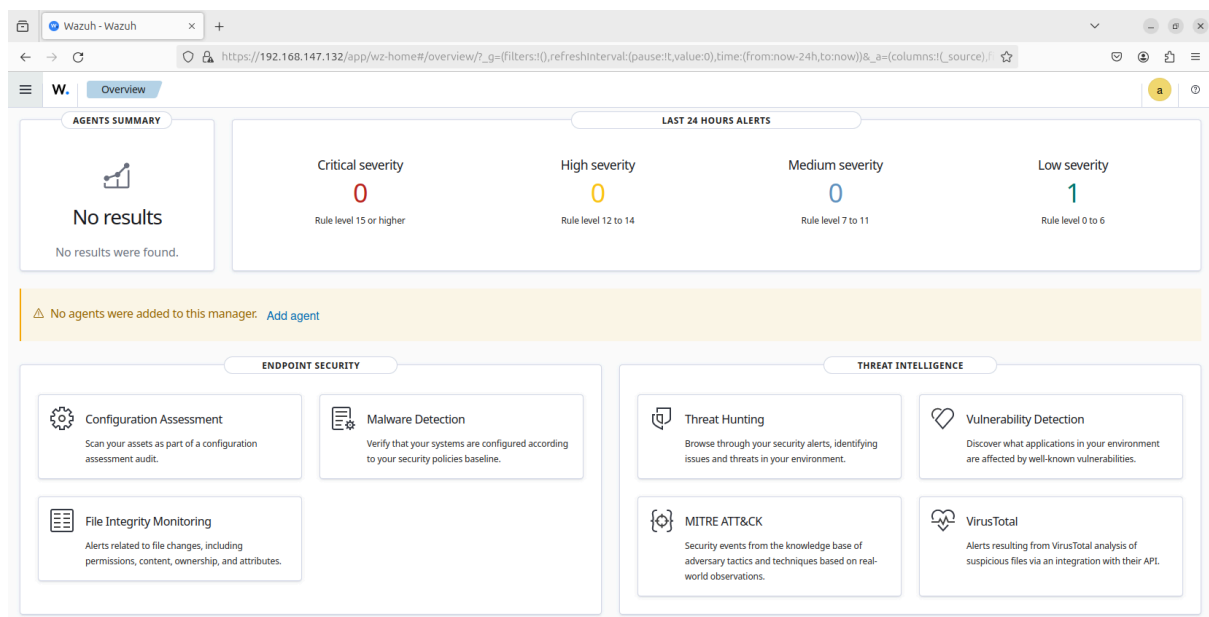 Wazuh - Wazuh
https://192.168.147.132/app/wz-home#/overview/?_g=(filters:!(),refreshInterval:(pause:!t,value:0),time:(from:now-24h,to:now))&_a=(columns:!(_source),f
W.
Overview
a
AGENTS SUMMARY
No results
No results were found.
LAST 24 HOURS ALERTS
Critical severity
0
Rule level 15 or higher
High severity
0
Rule level 12 to 14
Medium severity
0
Rule level 7 to 11
Low severity
1
Rule level 0 to 6
No agents were added to this manager. Add agent
ENDPOINT SECURITY
Configuration Assessment
Scan your assets as part of a configuration
assessment audit.
Malware Detection
Verify that your systems are configured according
to your security policies baseline.
File Integrity Monitoring
Alerts related to file changes, including
permissions, content, ownership, and attributes.
THREAT INTELLIGENCE
Threat Hunting
Browse through your security alerts, identifying
issues and threats in your environment.
Vulnerability Detection
Discover what applications in your environment
are affected by well-known vulnerabilities.
MITRE ATT&CK
Security events from the knowledge base of
adversary tactics and techniques based on real-
world observations.
VirusTotal
Alerts resulting from VirusTotal analysis of
suspicious files via an integration with their API.